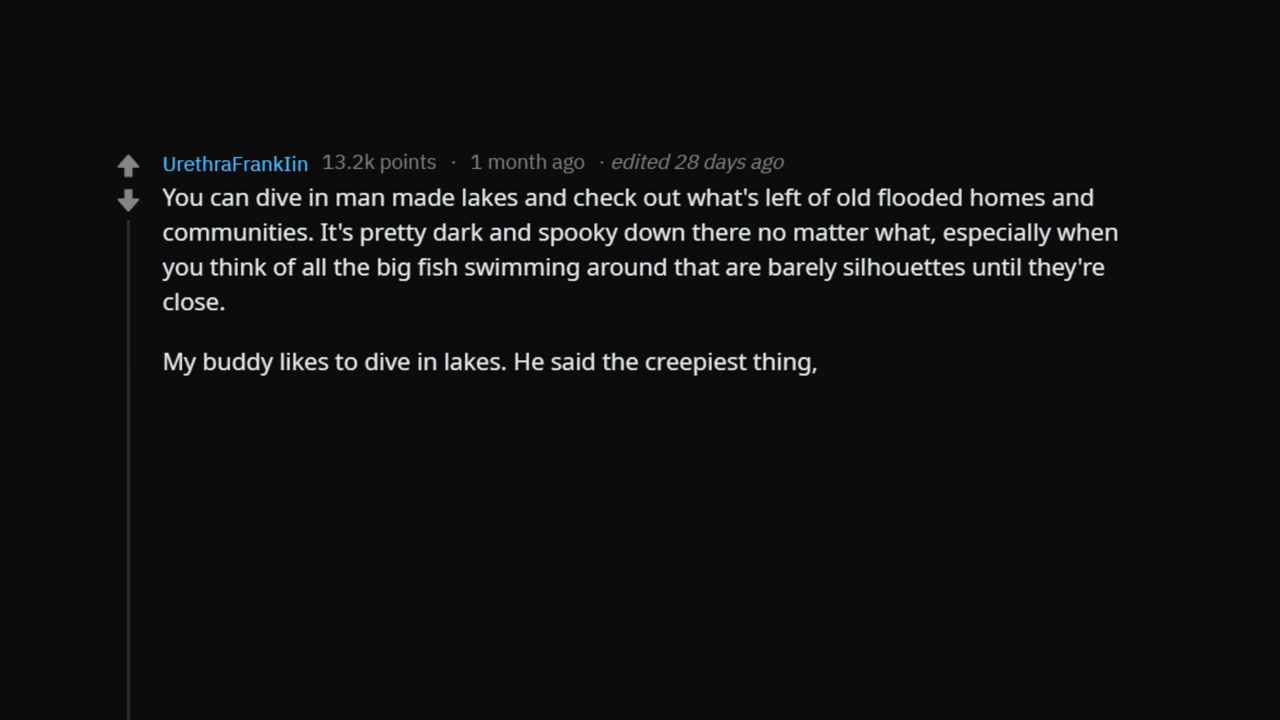 UrethraFrankIin 13.2k points · 1 month ago · edited 28 days ago
You can dive in man made lakes and check out what's left of old flooded homes and
communities. It's pretty dark and spooky down there no matter what, especially when
you think of all the big fish swimming around that are barely silhouettes until they're
close.
My buddy likes to dive in lakes. He said the creepiest thing,